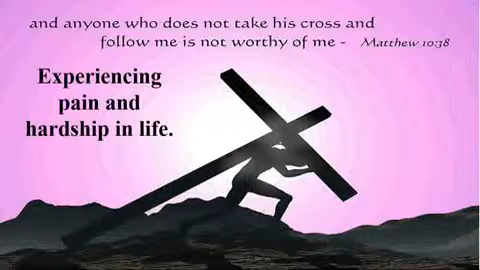 and anyone who does not take his cross and
follow me is not worthy of me - Matthew 10:38
Experiencing
pain and
hardship in life.